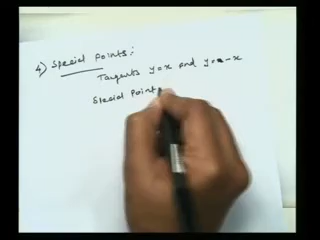 4) Special Points:
Tangents y=x and y=-x
Special Point